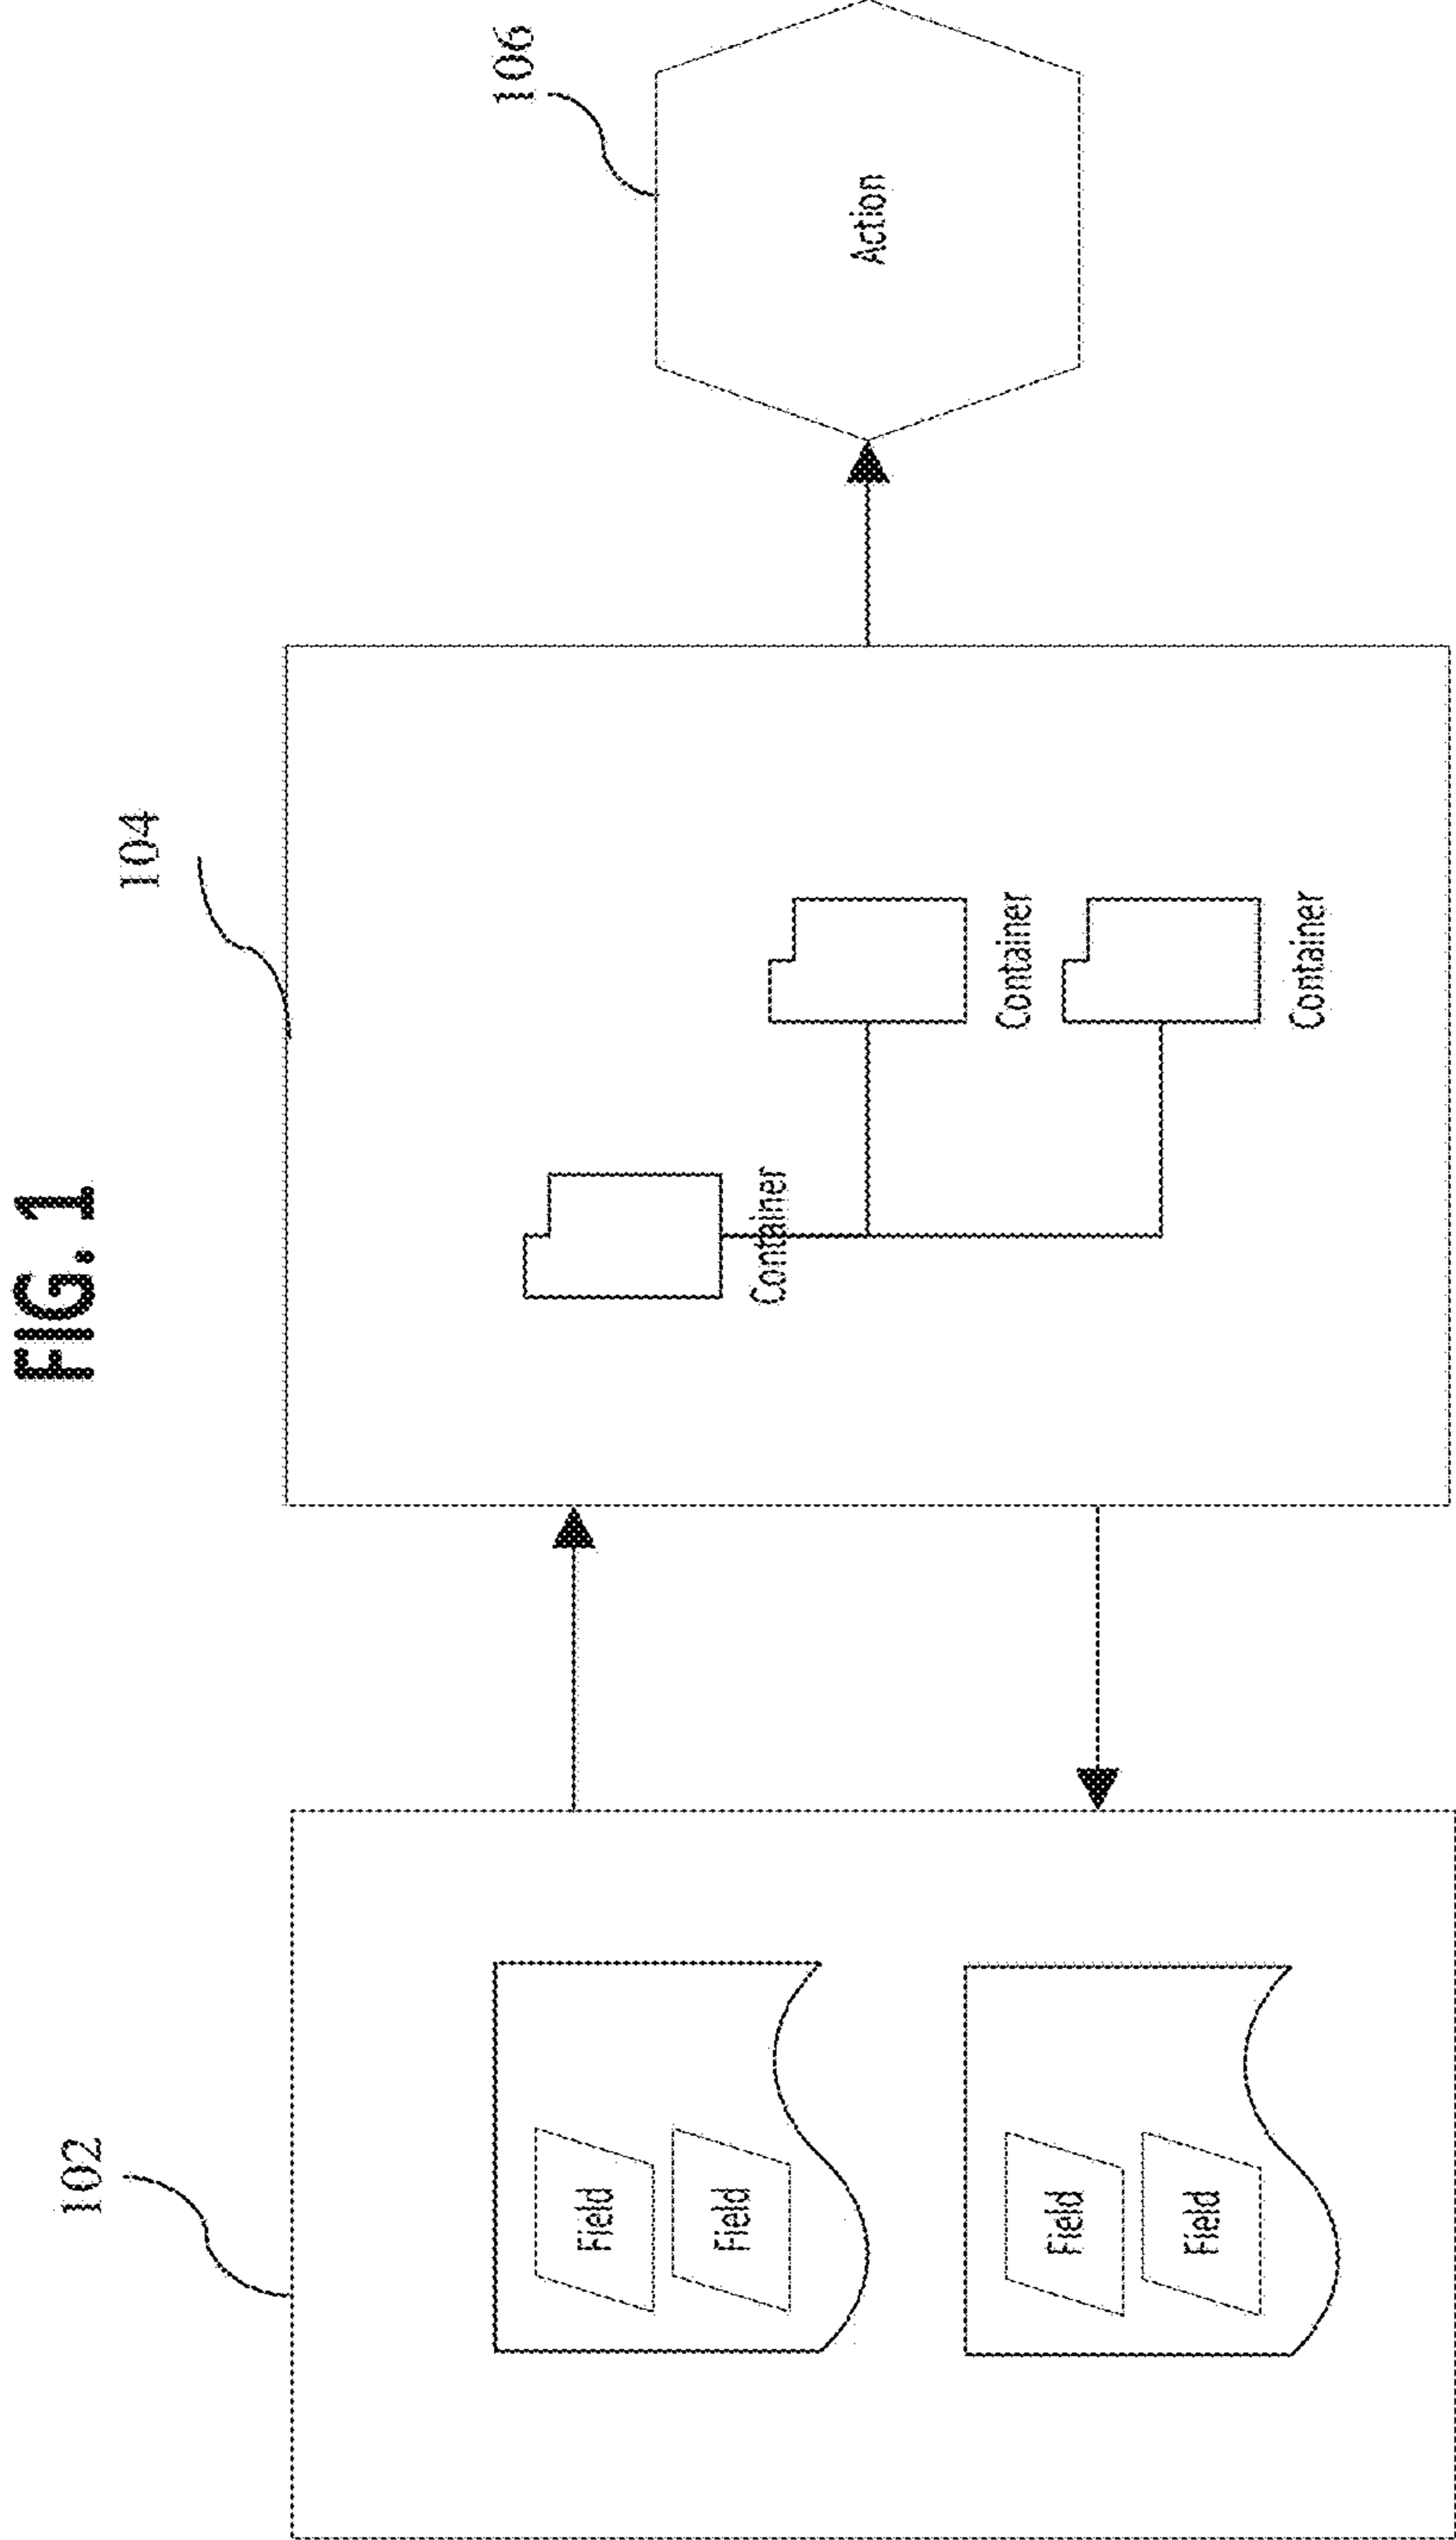 FIG. 1
102
104
106
Field
Field
Field
Field
Container
Container
Container
Action